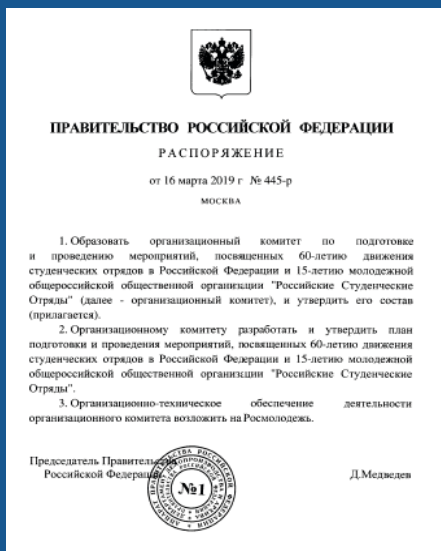 ПРАВИТЕЛЬСТВО РОССИЙСКОЙ ФЕДЕРАЦИИ
РАСПОРЯЖЕНИЕ
от 16 марта 2019 г № 445-р
МОСКВА
1. Образовать организационный комитет по подготовке
и проведению мероприятий, посвященных 60-летию движения
студенческих отрядов в Российской Федерации и 15-летию молодежной
общероссийской общественной организации "Российские Студенческие
Отряды" (далее - организационный комитет), и утвердить его состав
(прилагается).
2. Организационному комитету разработать и утвердить план
подготовки и проведения мероприятий, посвященных 60-летию движения
студенческих отрядов в Российской Федерации и 15-летию молодежной
общероссийской общественной организации "Российские Студенческие
Отряды".
3. Организационно-техническое обеспечение деятельности
организационного комитета возложить на Росмолодежь.
Председатель Правительства
Российской Федерации
Д.Медведев
№1